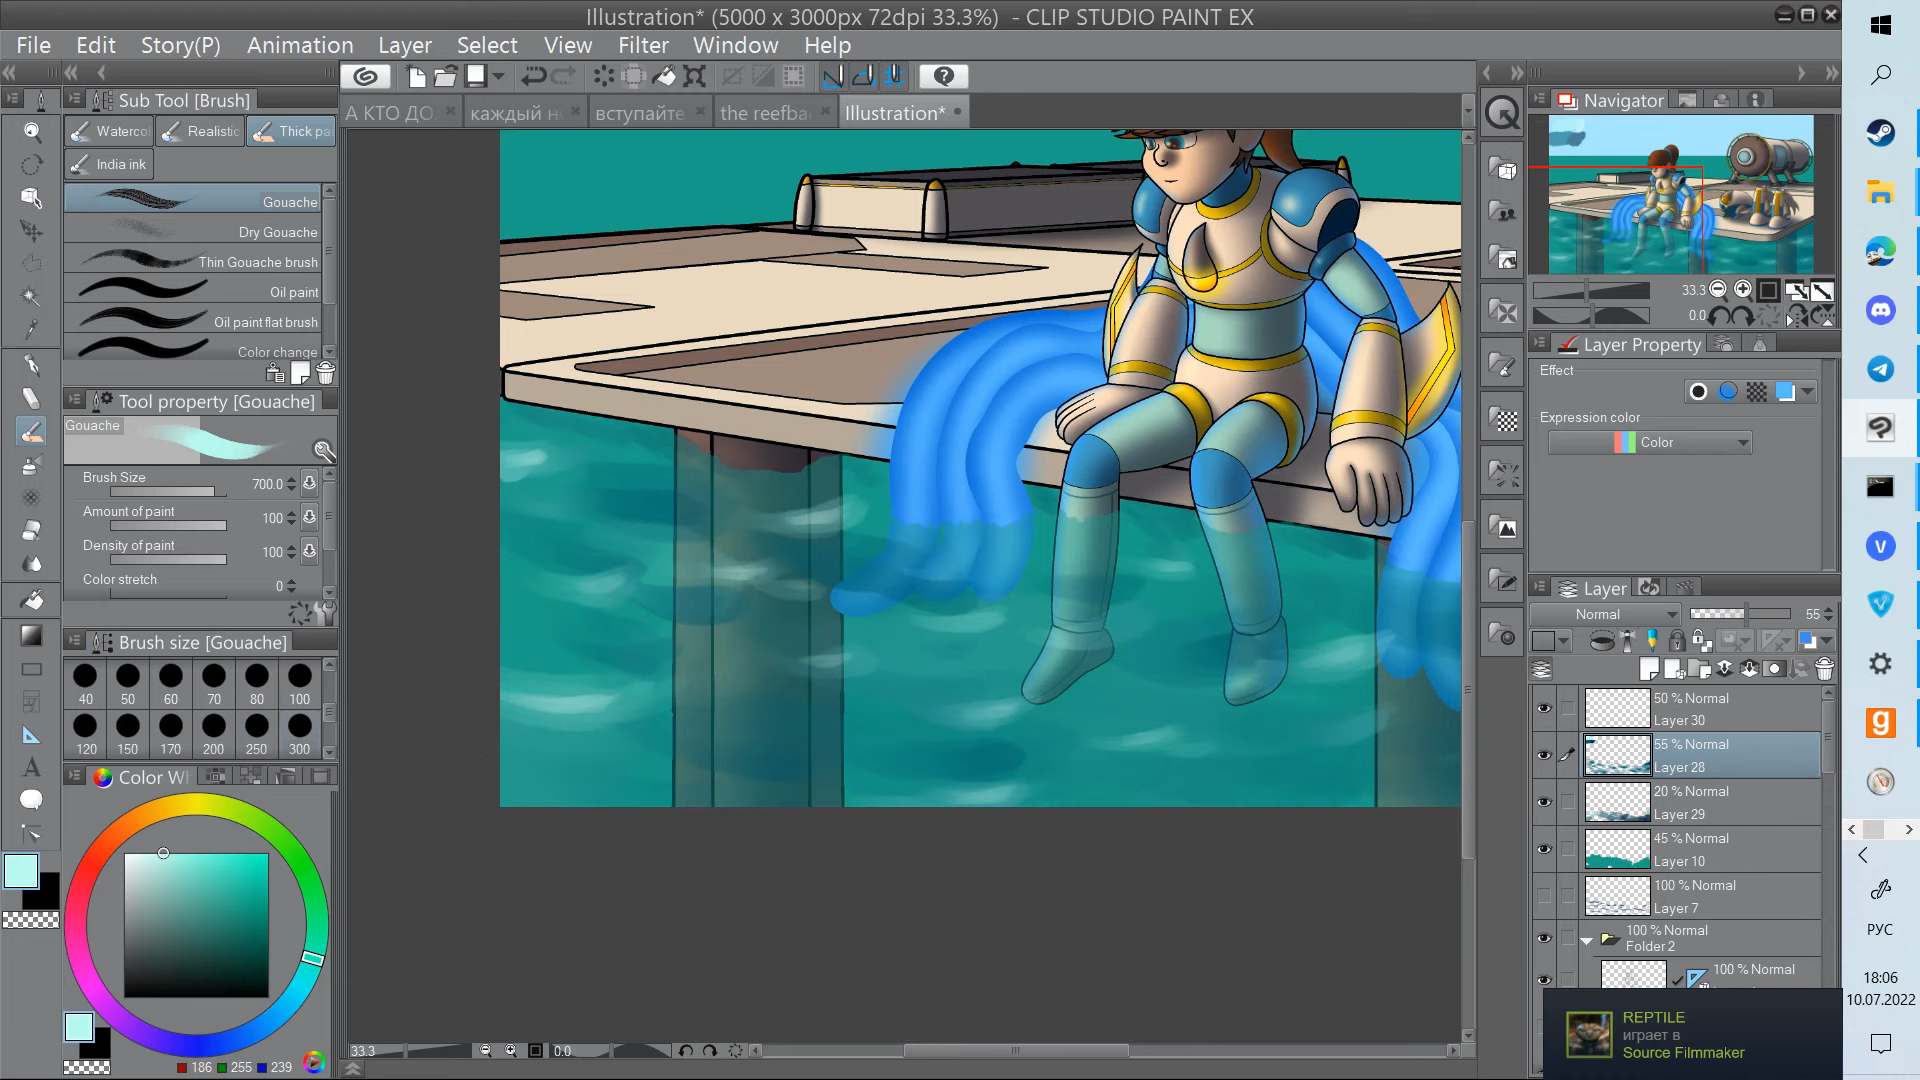 Illustration* (5000 x 3000px 72dpi 33.3%) - CLIP STUDIO PAINT EX
File Edit Story(P) Animation Layer Select View Filter Window Help
Sub Tool [Brush]
Waterco Realistic Thick pa
India ink
Gouache
Dry Gouache
Thin Gouache brush
Oil paint
Oil paint flat brush
Color change
Tool property [Gouache]
Gouache
Brush Size 700.0
Amount of paint 100
Density of paint 100
Color stretch 0
Brush size [Gouache]
40 50 60 70 80 100
120 150 170 200 250 300
Color W
186 255 239
А КТО ДО каждый н вступайте the reefba Illustration*
33.3 0.0
Navigator
33.3
0.0
Layer Property
Effect
Expression color
Color
Layer
Normal 55
50 % Normal
Layer 30
55 % Normal
Layer 28
20 % Normal
Layer 29
45 % Normal
Layer 10
100 % Normal
Layer 7
100 % Normal
Folder 2
100 % Normal
REPTILE
играет в
Source Filmmaker
V
g
РУС
18:06
10.07.2022